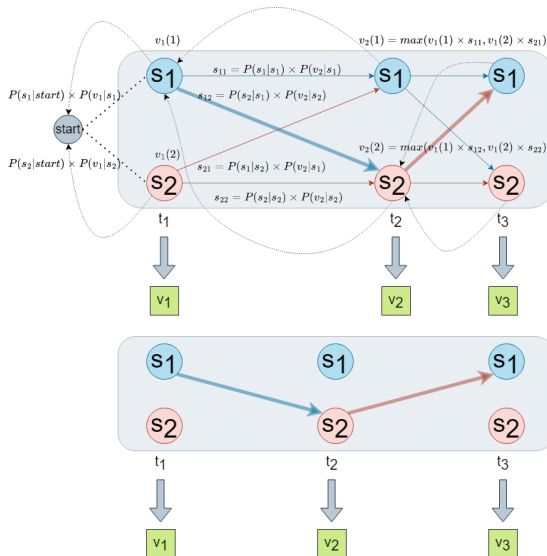 v₁(1)
v₂(1) = max(v₁(1) × s₁₁, v₁(2) × s₂₁)
s₁
s₁₁ = P(s₁|s₁) × P(v₂|s₁)
s₁
s₁
P(s₁|start) × P(v₁|s₁)
s₁₂ = P(s₂|s₁) × P(v₂|s₂)
start
v₁(2)
v₂(2) = max(v₁(1) × s₁₂, v₁(2) × s₂₂)
P(s₂|start) × P(v₁|s₂)
s₂₁ = P(s₁|s₂) × P(v₂|s₁)
s₂
s₂
s₂
s₂₂ = P(s₂|s₂) × P(v₂|s₂)
t₁ t₂ t₃
v₁ v₂ v₃
s₁ s₁ s₁
s₂ s₂ s₂
t₁ t₂ t₃
v₁ v₂ v₃